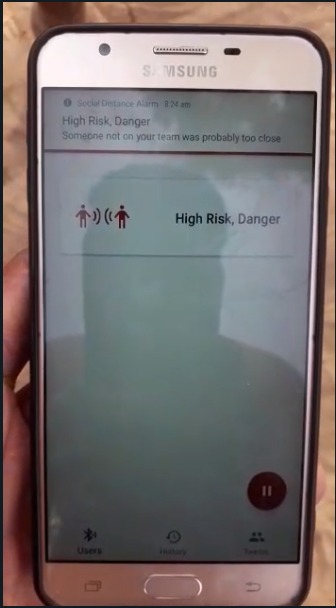 SAMSUNG
Social Distance Alarm 9:24 am
High Risk, Danger
Someone not on your team was probably too close
High Risk, Danger
Users
History
Teams